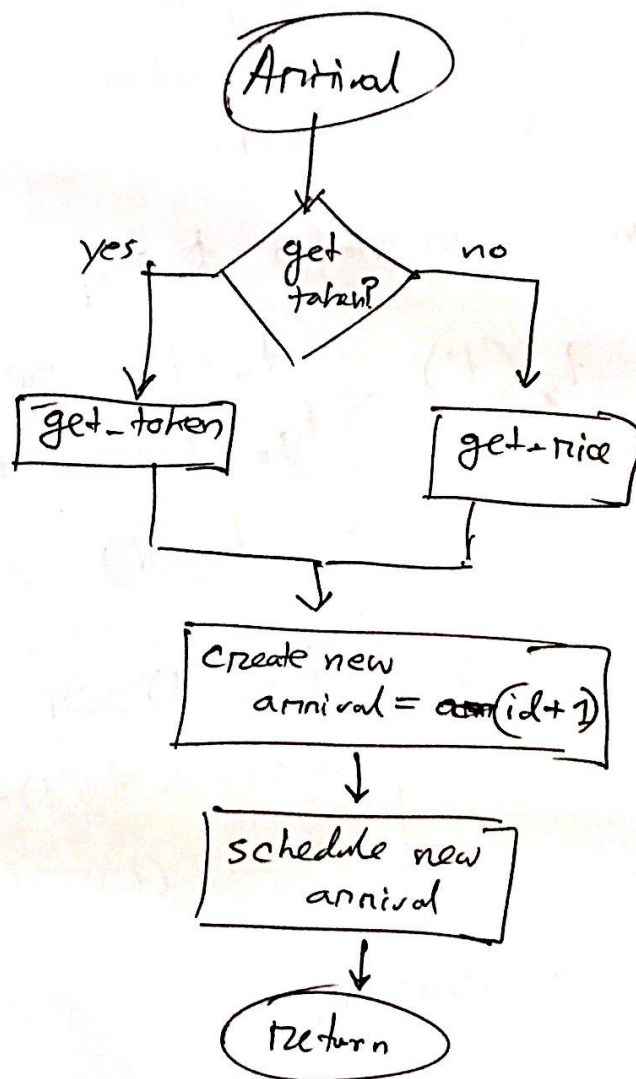 Arrival
get
token?
yes
no
get_token
get_rice
create new
arrival = (id+1)
schedule new
arrival
Return